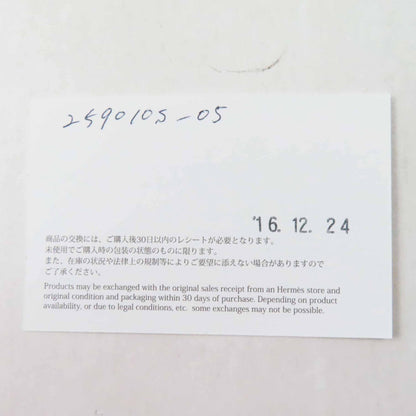 259010S-05
'16. 12. 24
商品の交換には、ご購入後30日以内のレシートが必要となります。
未使用でご購入時の包装の状態のものに限ります。
また、在庫の状況や法律上の規制等によりご要望に添えない場合がありますので
ご了承ください。
Products may be exchanged with the original sales receipt from an Hermès store and
original condition and packaging within 30 days of purchase. Depending on product
availability, or due to legal conditions, etc. some exchanges may not be possible.